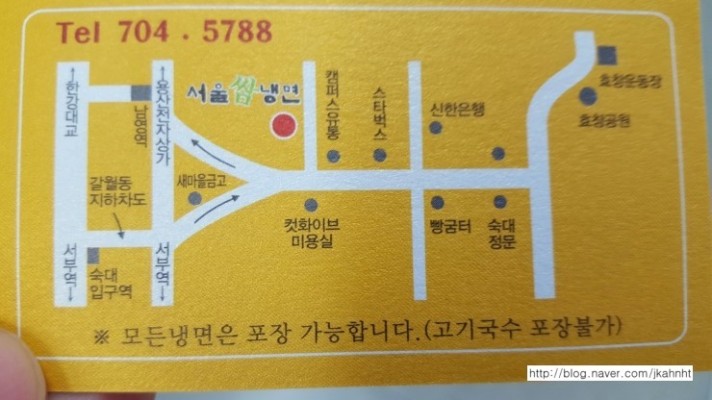 Tel 704 . 5788
←한강대교
←용산전자상가
서울쌉냉면
캠퍼스유통
스타벅스
신한은행
효창운동장
효창공원
남영역
갈월동
지하차도
새마을금고
컷화이브
미용실
빵굼터
숙대
정문
서부역→
숙대
입구역
서부역→
※ 모든냉면은 포장 가능합니다.(고기국수 포장불가)
http://blog.naver.com/jkahnht